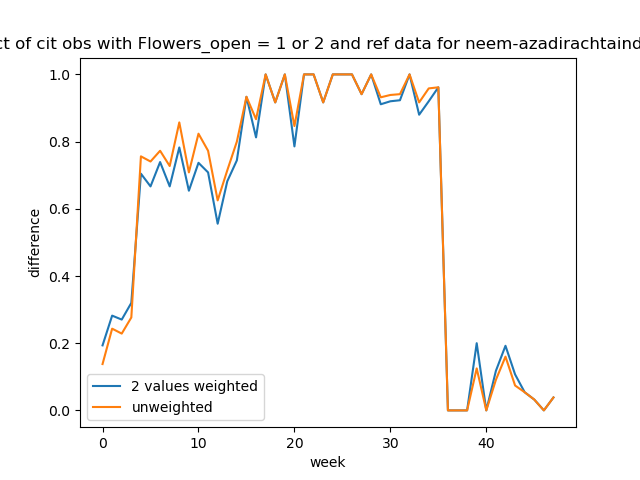 ct of cit obs with Flowers_open = 1 or 2 and ref data for neem-azadirachtaind
1.0
0.8
0.6
0.4
0.2
0.0
difference
2 values weighted
unweighted
0 10 20 30 40
week